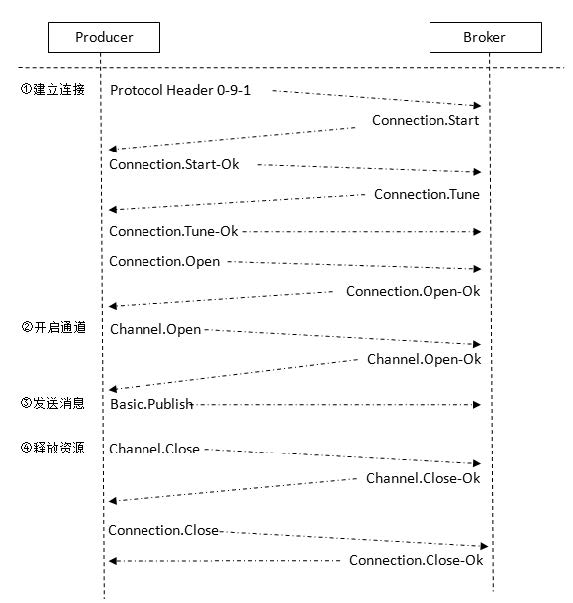 Producer
Broker
①建立连接 Protocol Header 0-9-1
Connection.Start
Connection.Start-Ok
Connection.Tune
Connection.Tune-Ok
Connection.Open
Connection.Open-Ok
②开启通道 Channel.Open
Channel.Open-Ok
③发送消息 Basic.Publish
④释放资源 Channel.Close
Channel.Close-Ok
Connection.Close
Connection.Close-Ok